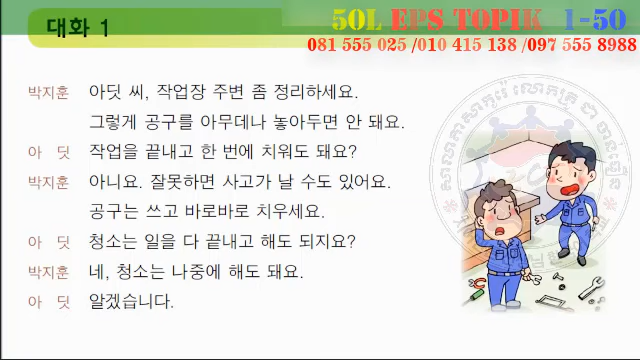 50L EPS TOPIK 1-50
081 555 025 /010 415 138 /097 555 8988
대화 1
박지훈 아딧 씨, 작업장 주변 좀 정리하세요.
그렇게 공구를 아무데나 놓아두면 안 돼요.
아 딧 작업을 끝내고 한 번에 치워도 돼요?
박지훈 아니요. 잘못하면 사고가 날 수도 있어요.
공구는 쓰고 바로바로 치우세요.
아 딧 청소는 일을 다 끝내고 해도 되지요?
박지훈 네, 청소는 나중에 해도 돼요.
아 딧 알겠습니다.